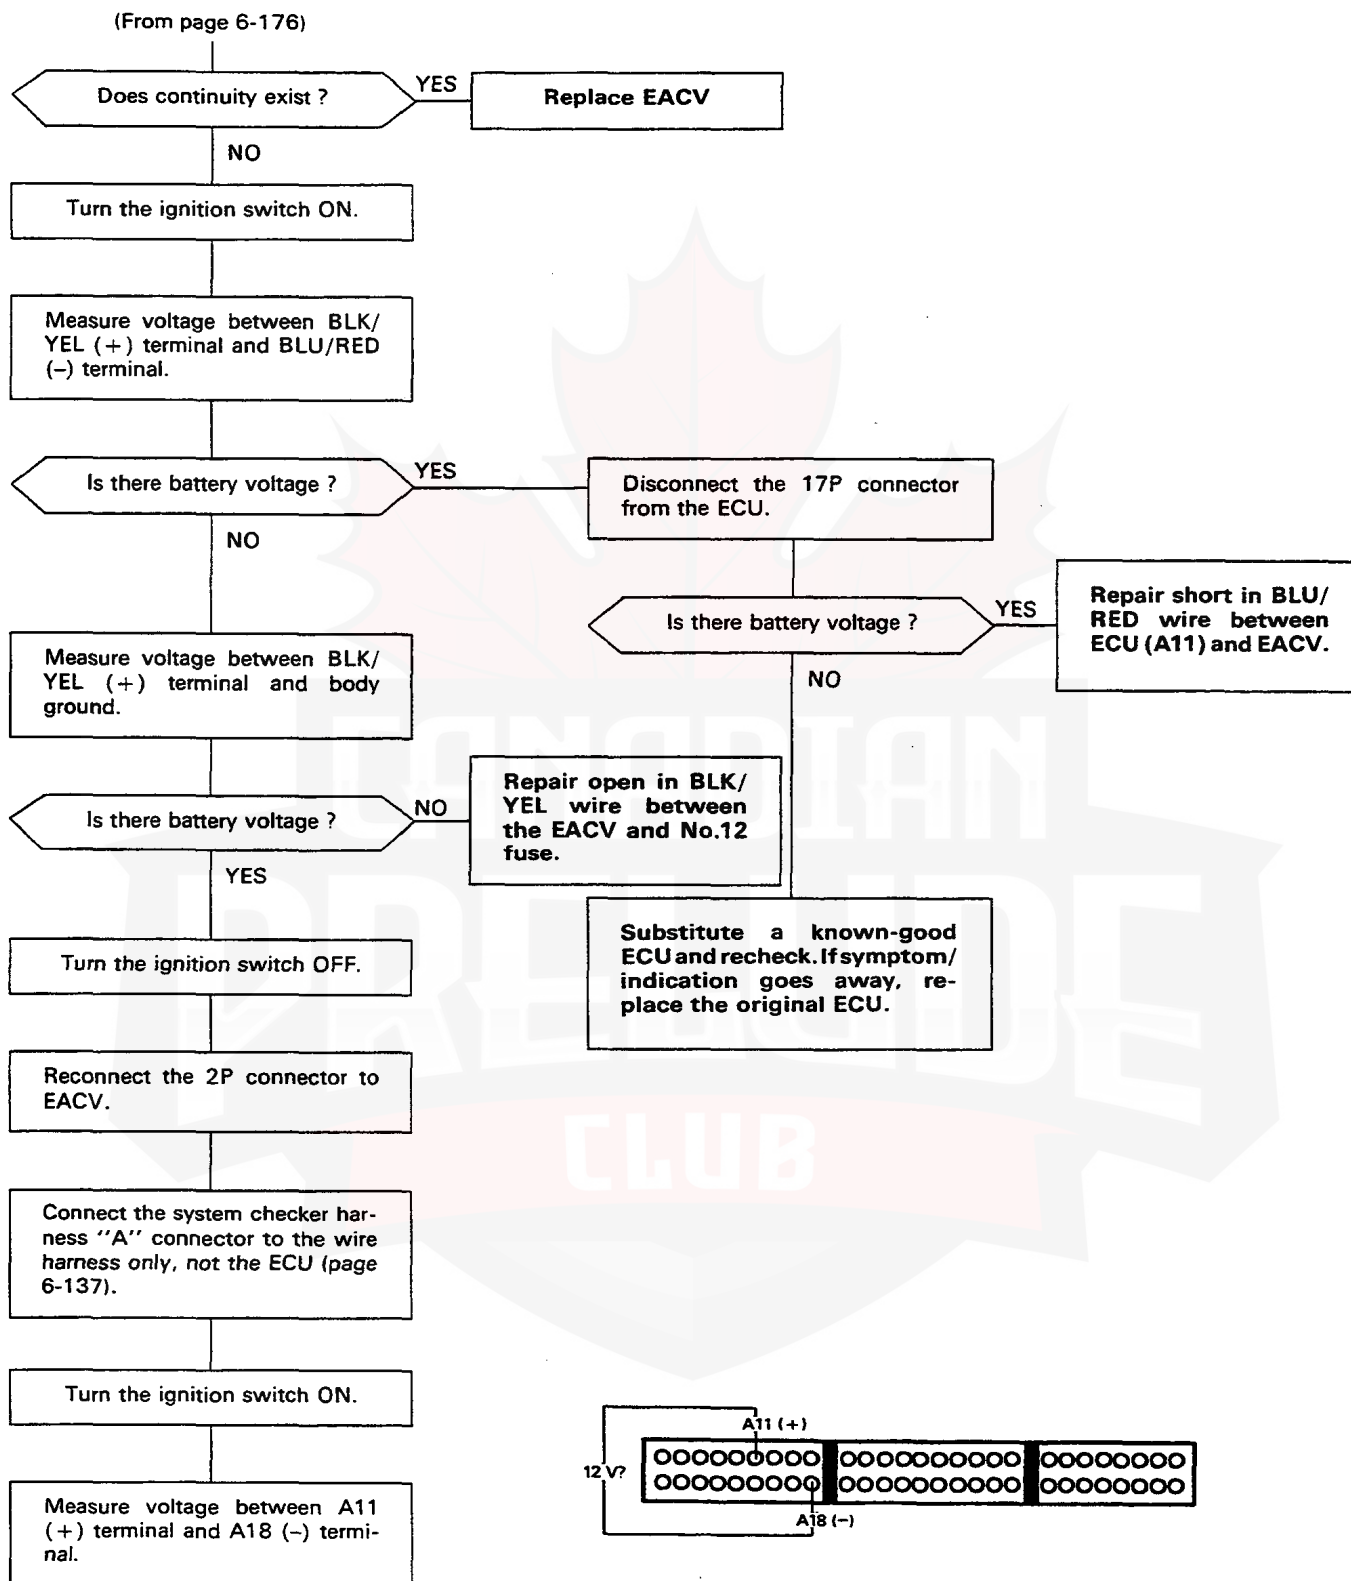 (From page 6-176)
Does continuity exist ?
YES
Replace EACV
NO
Turn the ignition switch ON.
Measure voltage between BLK/
YEL (+) terminal and BLU/RED
(–) terminal.
Is there battery voltage ?
YES
Disconnect the 17P connector
from the ECU.
NO
Is there battery voltage ?
YES
Repair short in BLU/
RED wire between
ECU (A11) and EACV.
NO
Measure voltage between BLK/
YEL (+) terminal and body
ground.
Is there battery voltage ?
NO
Repair open in BLK/
YEL wire between
the EACV and No.12
fuse.
YES
Substitute a known-good
ECU and recheck. If symptom/
indication goes away, re-
place the original ECU.
Turn the ignition switch OFF.
Reconnect the 2P connector to
EACV.
Connect the system checker har-
ness "A" connector to the wire
harness only, not the ECU (page
6-137).
Turn the ignition switch ON.
Measure voltage between A11
(+) terminal and A18 (–) termi-
nal.
A11 (+)
12 V?
A18 (–)
CANADIAN
PRELUDE
CLUB